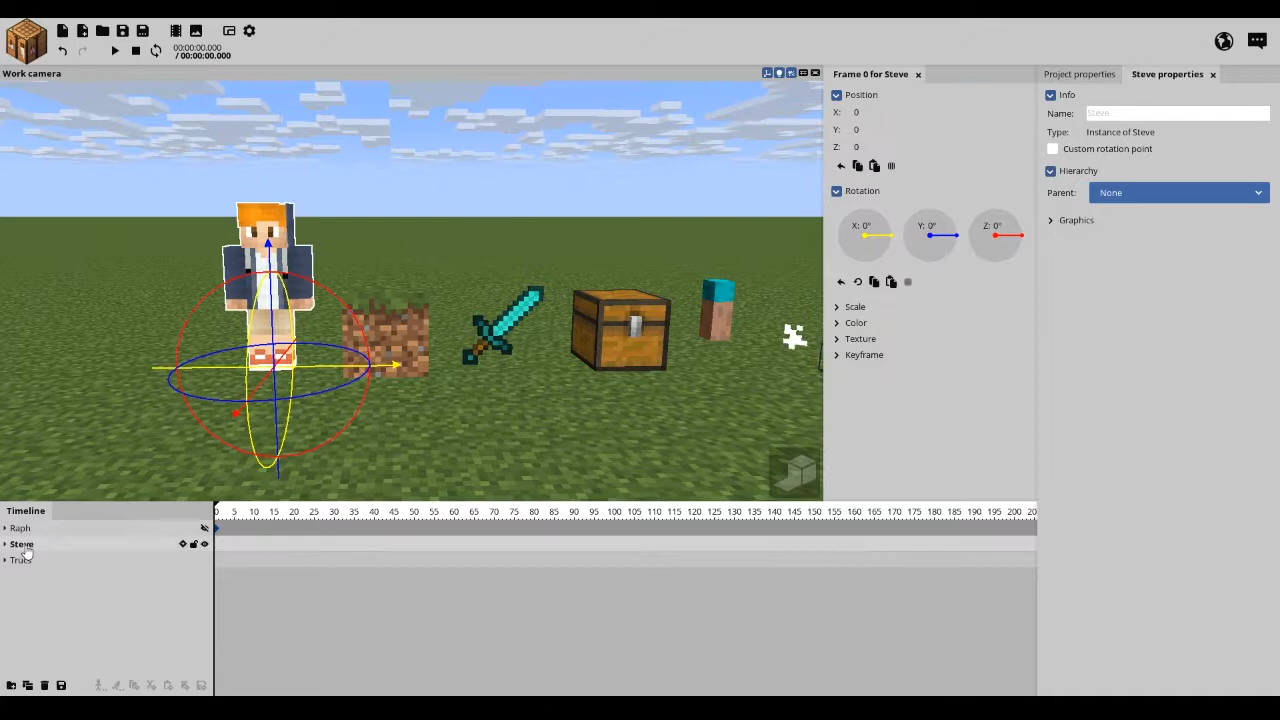 00:00:00.000
/ 00:00:00.000
Work camera
Frame 0 for Steve
Position
X: 0
Y: 0
Z: 0
Rotation
X: 0° Y: 0° Z: 0°
Scale
Color
Texture
Keyframe
Project properties Steve properties
Info
Name: Steve
Type: Instance of Steve
Custom rotation point
Hierarchy
Parent: None
Graphics
Timeline
0 5 10 15 20 25 30 35 40 45 50 55 60 65 70 75 80 85 90 95 100 105 110 115 120 125 130 135 140 145 150 155 160 165 170 175 180 185 190 195 200 205
Raph
Steve
Trucs